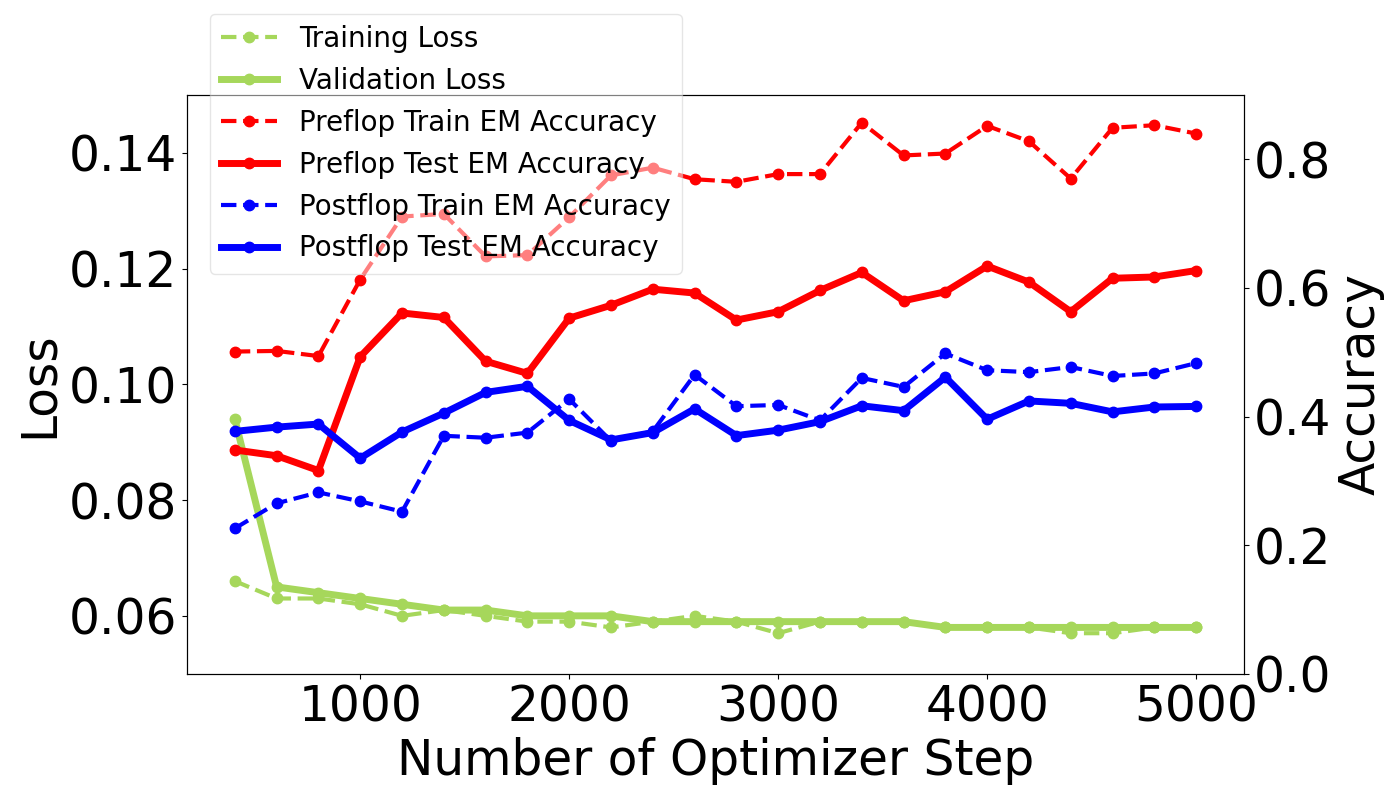 Training Loss
Validation Loss
Preflop Train EM Accuracy
Preflop Test EM Accuracy
Postflop Train EM Accuracy
Postflop Test EM Accuracy
0.14
0.12
0.10
0.08
0.06
Loss
0.8
0.6
0.4
0.2
0.0
Accuracy
1000 2000 3000 4000 5000
Number of Optimizer Step